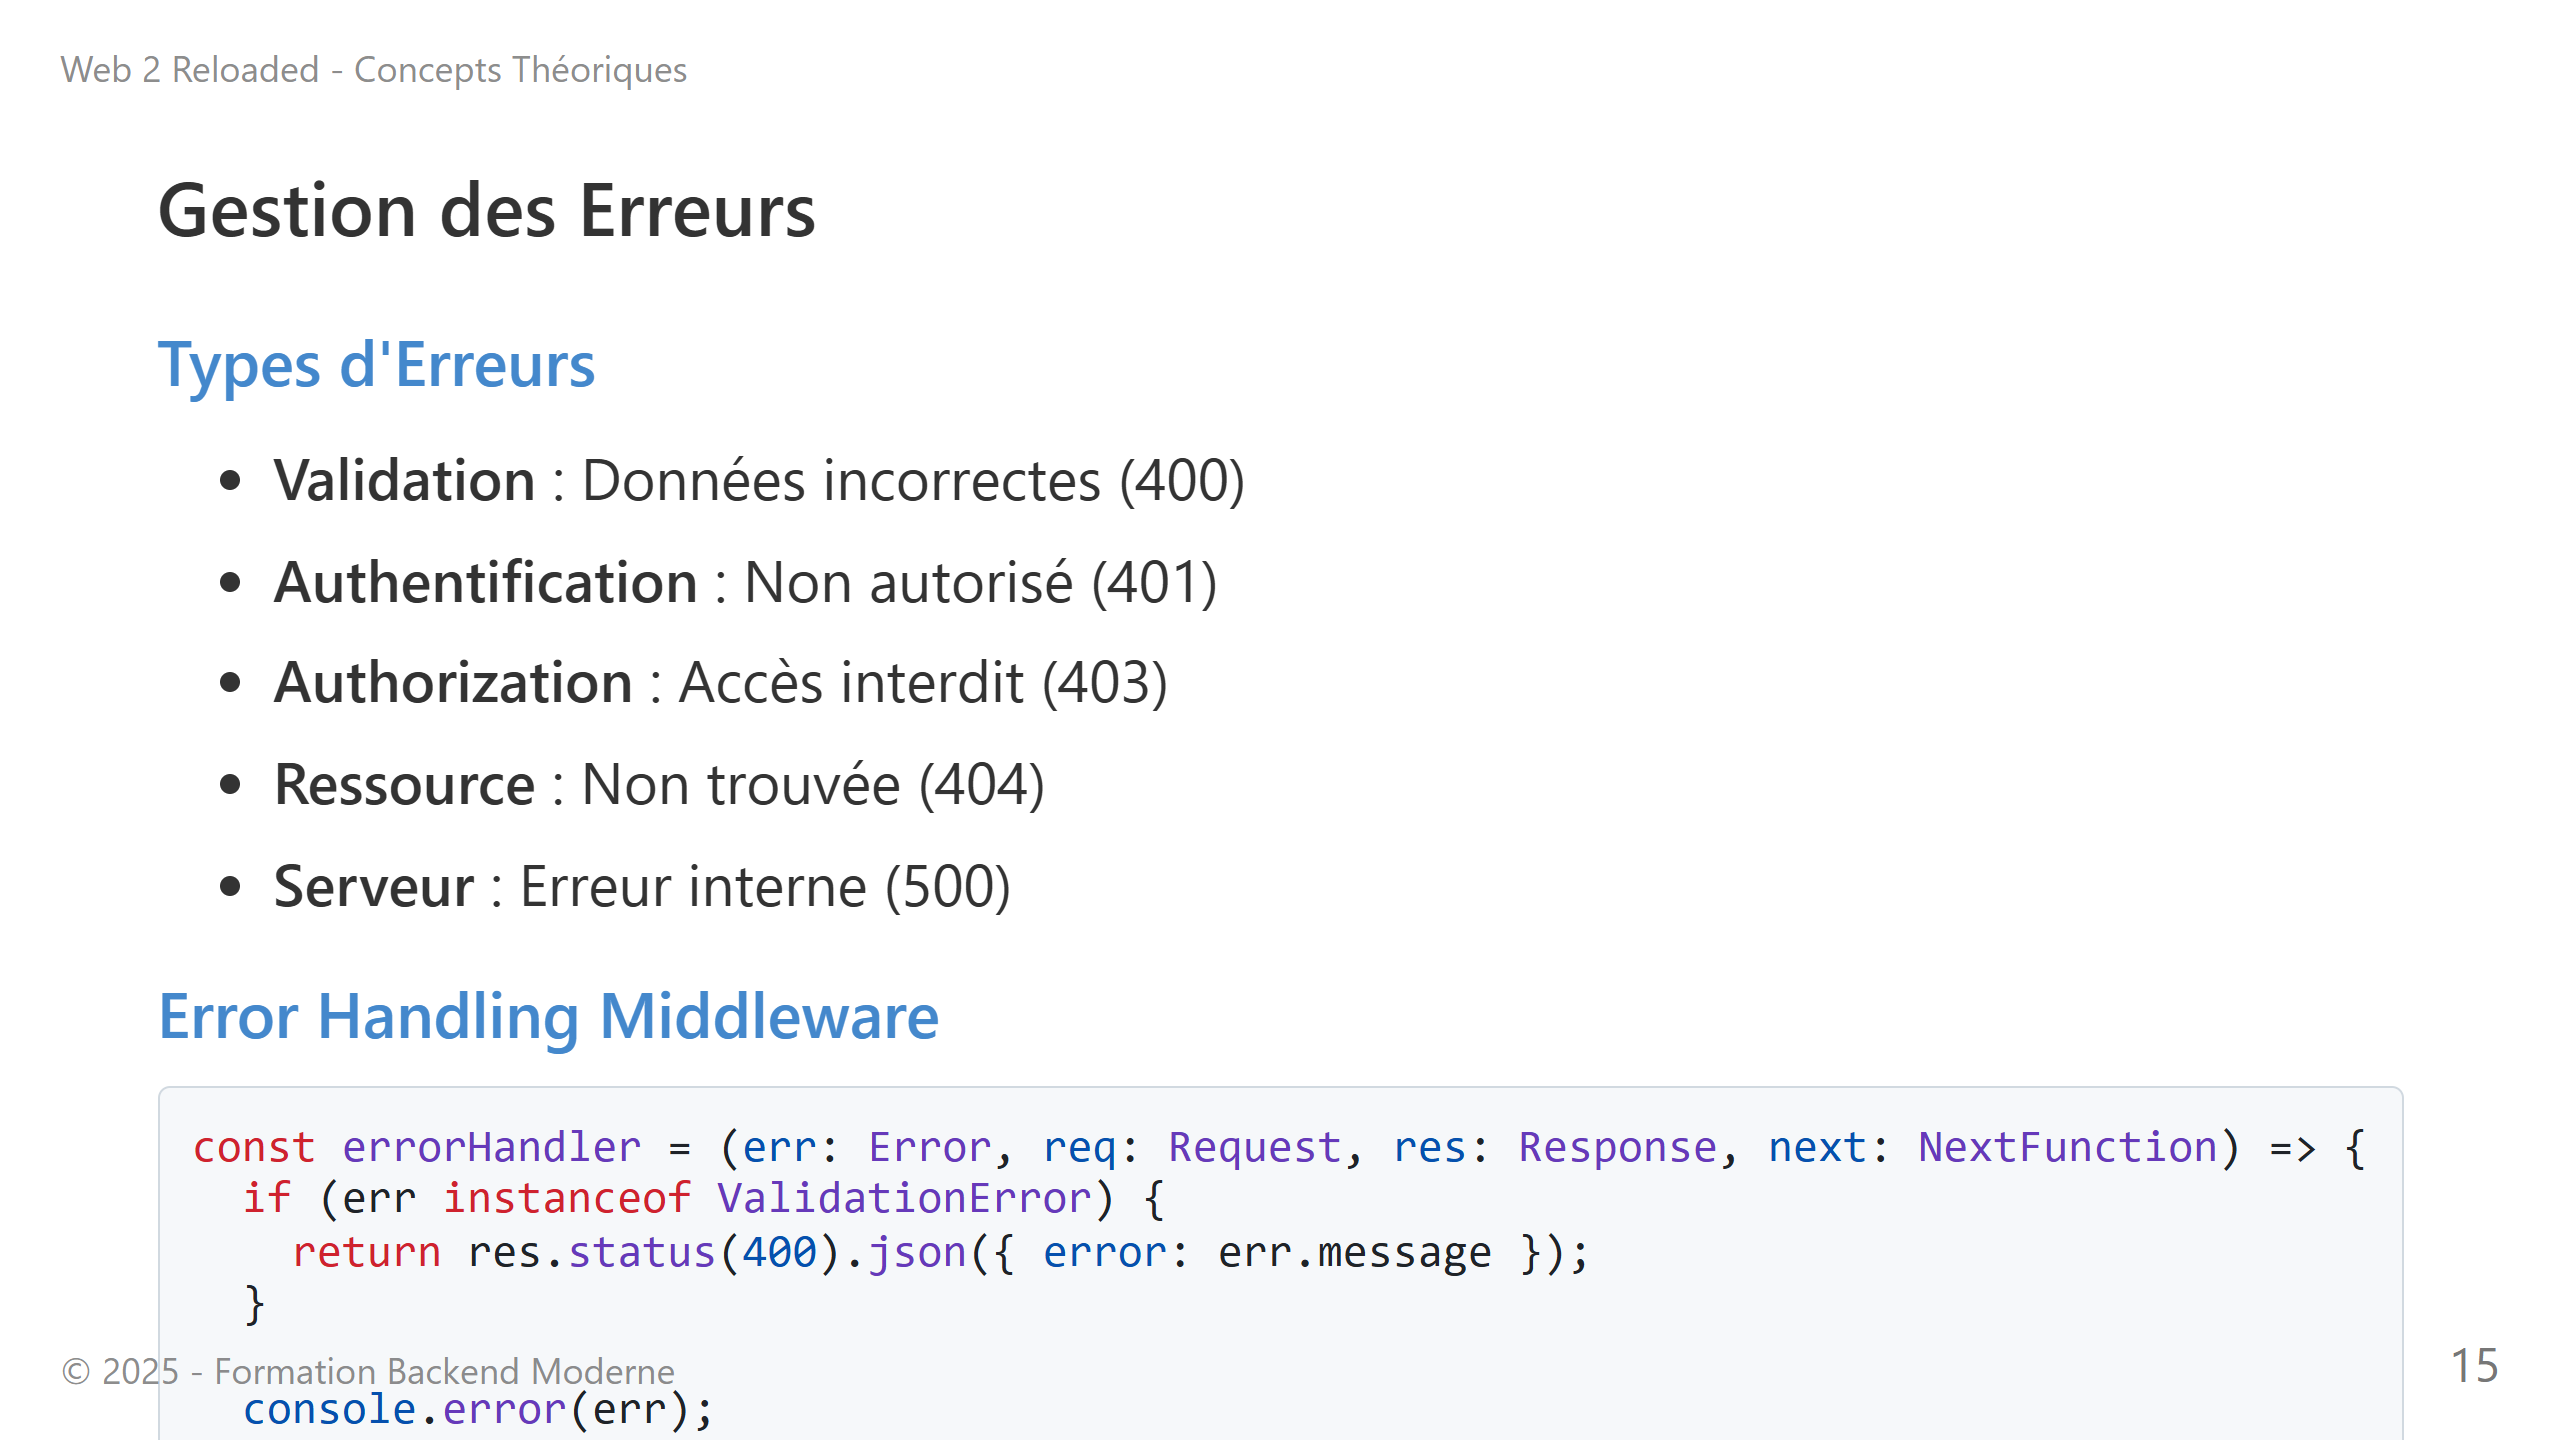 Web 2 Reloaded - Concepts Théoriques
Gestion des Erreurs
Types d'Erreurs
• Validation : Données incorrectes (400)
• Authentification : Non autorisé (401)
• Authorization : Accès interdit (403)
• Ressource : Non trouvée (404)
• Serveur : Erreur interne (500)
Error Handling Middleware
const errorHandler = (err: Error, req: Request, res: Response, next: NextFunction) => {
  if (err instanceof ValidationError) {
    return res.status(400).json({ error: err.message });
  }
© 2025 - Formation Backend Moderne
15
  console.error(err);